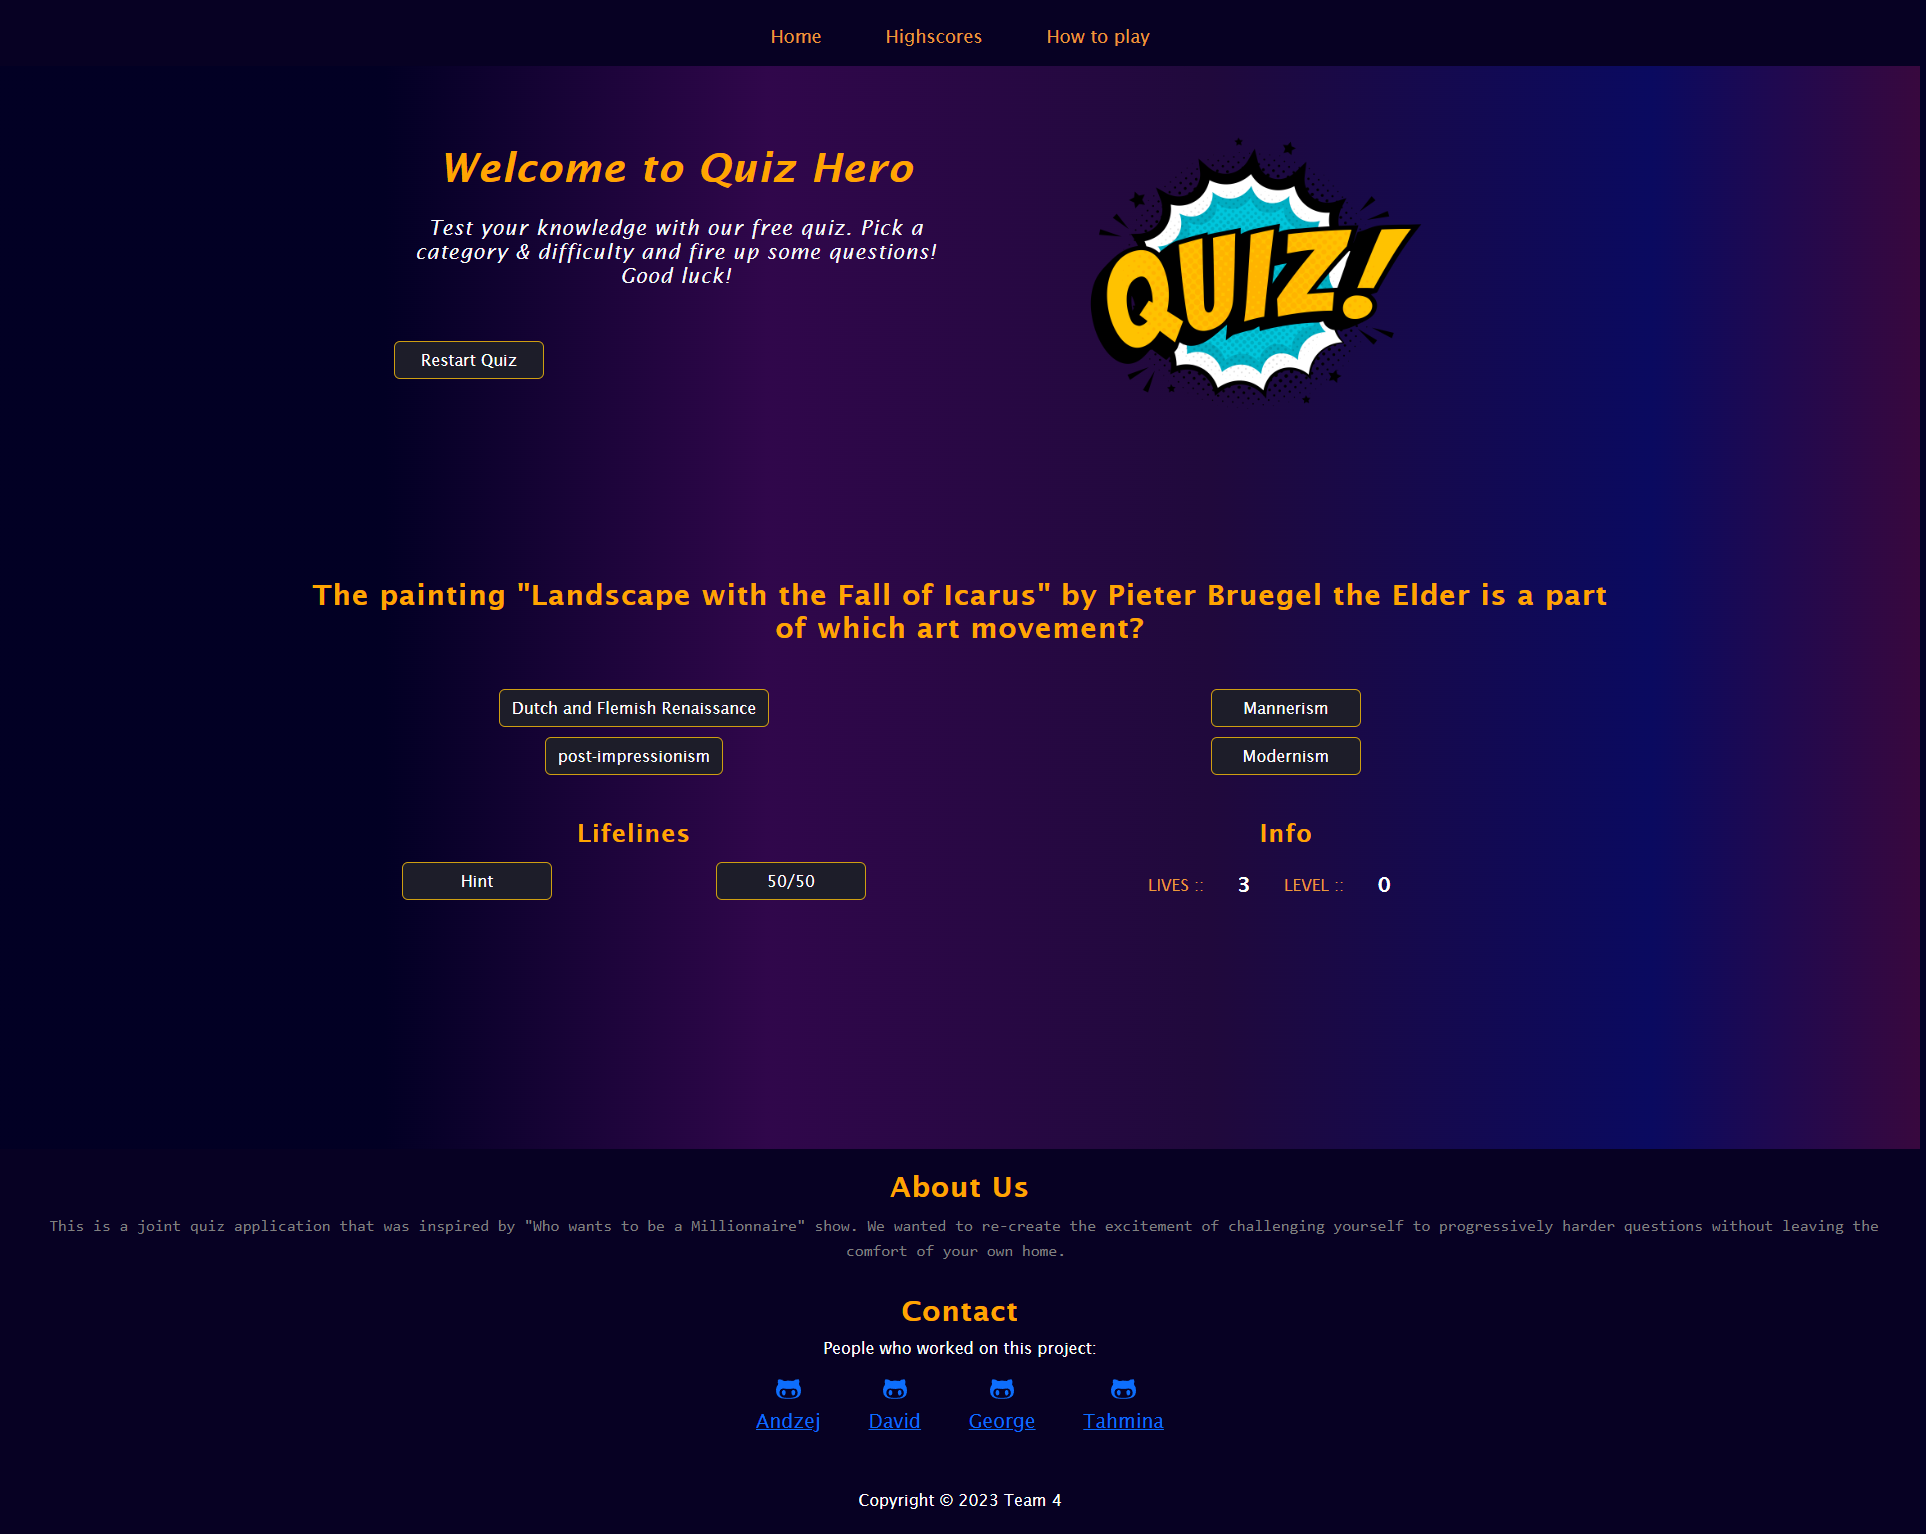 Home Highscores How to play
Welcome to Quiz Hero
Test your knowledge with our free quiz. Pick a
category & difficulty and fire up some questions!
Good luck!
Restart Quiz
QUIZ!
The painting "Landscape with the Fall of Icarus" by Pieter Bruegel the Elder is a part
of which art movement?
Dutch and Flemish Renaissance
Mannerism
post-impressionism
Modernism
Lifelines
Hint 50/50
Info
LIVES :: 3 LEVEL :: 0
About Us
This is a joint quiz application that was inspired by "Who wants to be a Millionnaire" show. We wanted to re-create the excitement of challenging yourself to progressively harder questions without leaving the
comfort of your own home.
Contact
People who worked on this project:
Andzej David George Tahmina
Copyright © 2023 Team 4